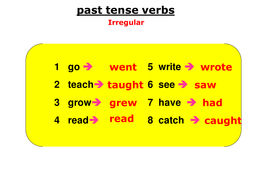 past tense verbs
Irregular
1 go ➔ went 5 write ➔ wrote
2 teach ➔ taught 6 see ➔ saw
3 grow ➔ grew 7 have ➔ had
4 read ➔ read 8 catch ➔ caught